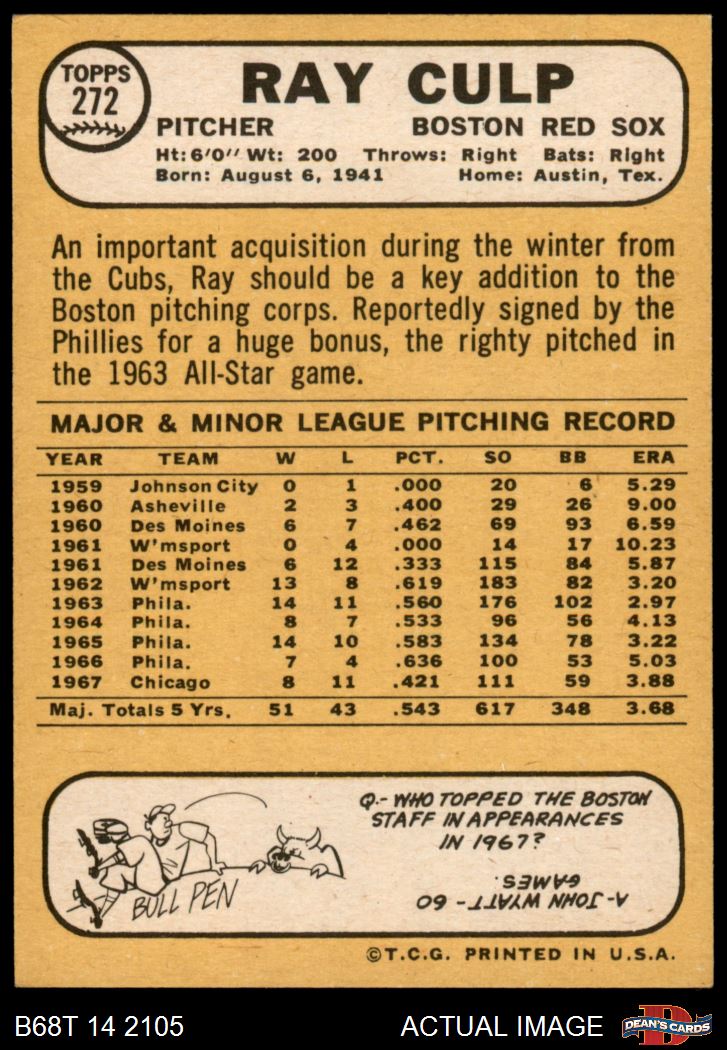 TOPPS
272
RAY CULP
PITCHER BOSTON RED SOX
Ht: 6'0" Wt: 200 Throws: Right Bats: Right
Born: August 6, 1941 Home: Austin, Tex.
An important acquisition during the winter from
the Cubs, Ray should be a key addition to the
Boston pitching corps. Reportedly signed by the
Phillies for a huge bonus, the righty pitched in
the 1963 All-Star game.
MAJOR & MINOR LEAGUE PITCHING RECORD
YEAR TEAM W L PCT. SO BB ERA
1959 Johnson City 0 1 .000 20 6 5.29
1960 Asheville 2 3 .400 29 26 9.00
1960 Des Moines 6 7 .462 69 93 6.59
1961 W'msport 0 4 .000 14 17 10.23
1961 Des Moines 6 12 .333 115 84 5.87
1962 W'msport 13 8 .619 183 82 3.20
1963 Phila. 14 11 .560 176 102 2.97
1964 Phila. 8 7 .533 96 56 4.13
1965 Phila. 14 10 .583 134 78 3.22
1966 Phila. 7 4 .636 100 53 5.03
1967 Chicago 8 11 .421 111 59 3.88
Maj. Totals 5 Yrs. 51 43 .543 617 348 3.68
BULL PEN
Q.- WHO TOPPED THE BOSTON
STAFF IN APPEARANCES
IN 1967?
A- JOHN WYATT - 60
GAMES.
©T.C.G. PRINTED IN U.S.A.
B68T 14 2105 ACTUAL IMAGE
D
DEAN'S CARDS